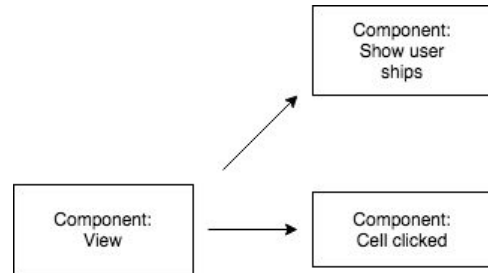 Component:
Show user
ships
Component:
View
Component:
Cell clicked